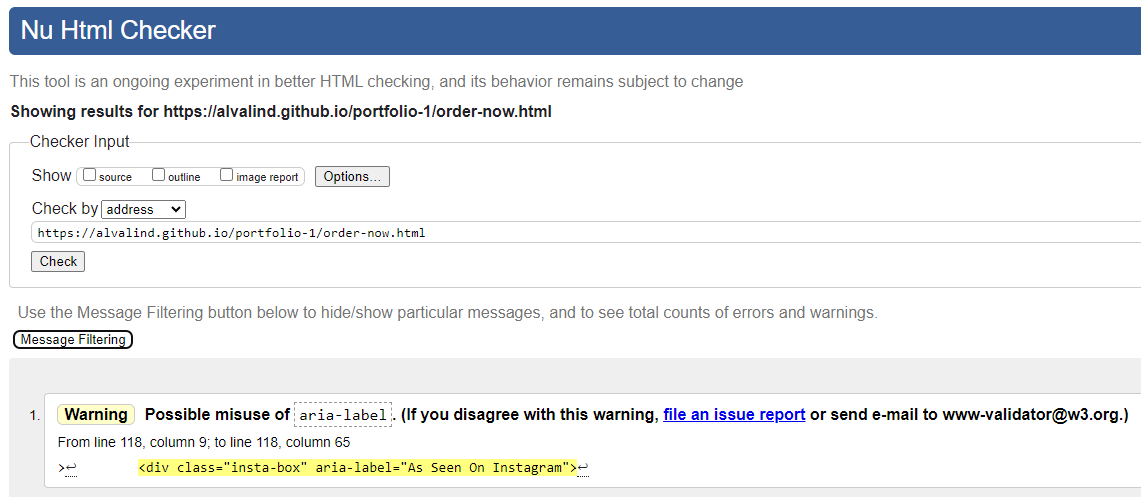 Nu Html Checker
This tool is an ongoing experiment in better HTML checking, and its behavior remains subject to change
Showing results for https://alvalind.github.io/portfolio-1/order-now.html
Checker Input
Show source outline image report Options...
Check by address
https://alvalind.github.io/portfolio-1/order-now.html
Check
Use the Message Filtering button below to hide/show particular messages, and to see total counts of errors and warnings.
Message Filtering
1. Warning Possible misuse of aria-label. (If you disagree with this warning, file an issue report or send e-mail to www-validator@w3.org.)
From line 118, column 9; to line 118, column 65
>↩ <div class="insta-box" aria-label="As Seen On Instagram">↩